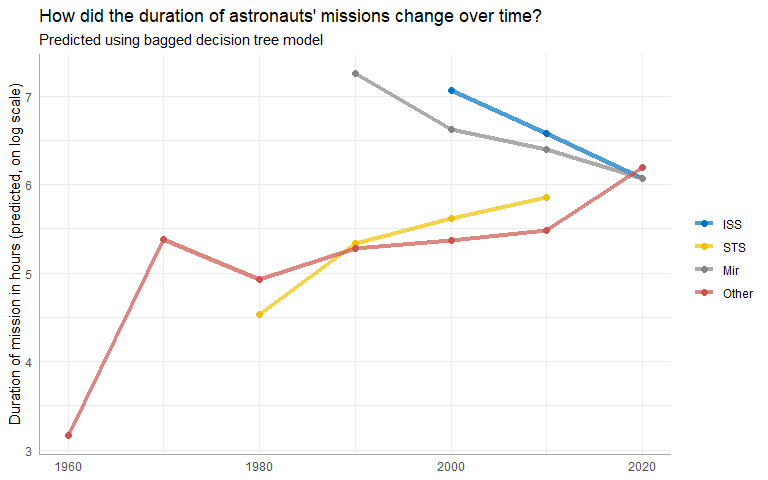 How did the duration of astronauts' missions change over time?
Predicted using bagged decision tree model
Duration of mission in hours (predicted, on log scale)
7
6
5
4
3
1960
1980
2000
2020
ISS
STS
Mir
Other